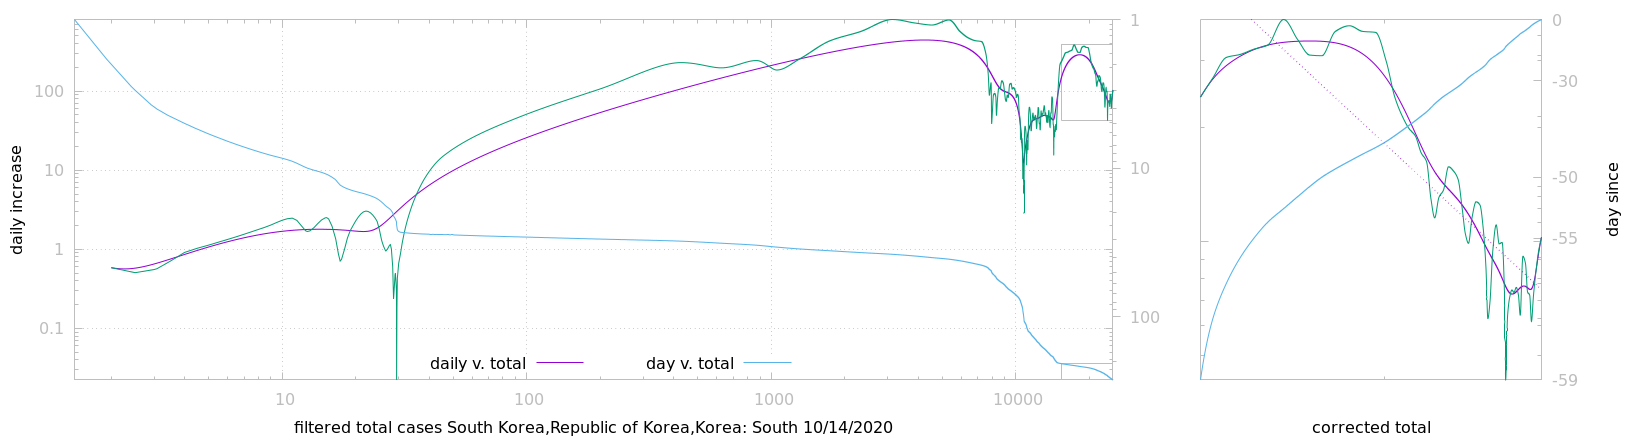 daily increase
100
10
1
0.1
10
100
1000
10000
1
10
100
daily v. total
day v. total
filtered total cases South Korea,Republic of Korea,Korea: South 10/14/2020
0
-30
-50
-55
-59
day since
corrected total